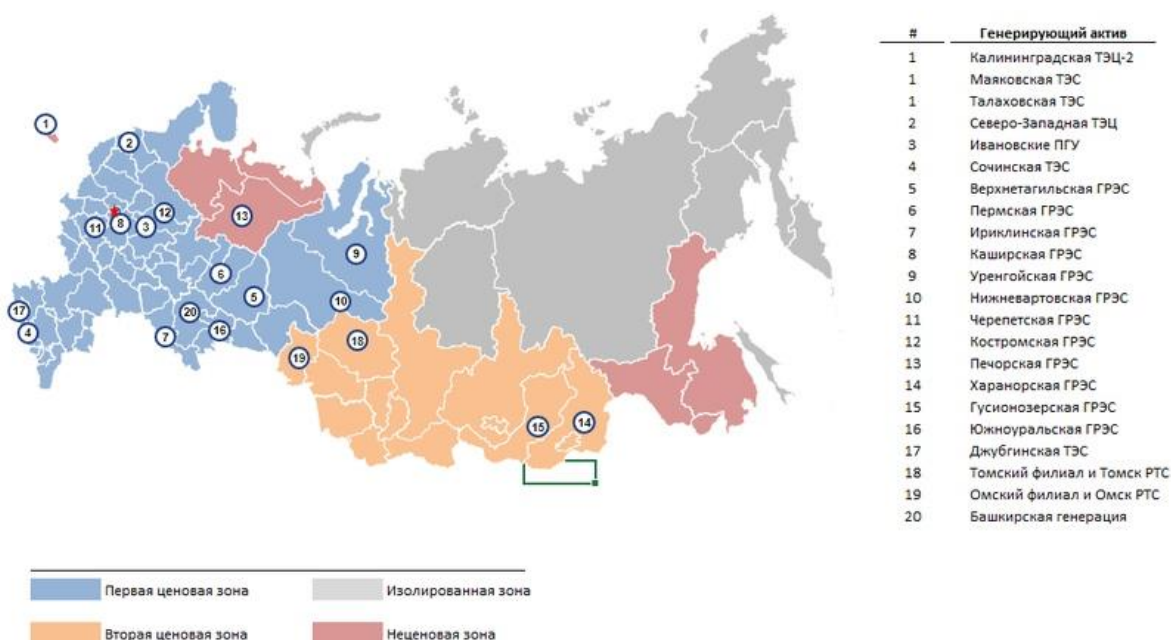 # Генерирующий актив
1 Калининградская ТЭЦ-2
1 Маяковская ТЭС
1 Талаховская ТЭС
2 Северо-Западная ТЭЦ
3 Ивановские ПГУ
4 Сочинская ТЭС
5 Верхнетагильская ГРЭС
6 Пермская ГРЭС
7 Ириклинская ГРЭС
8 Каширская ГРЭС
9 Уренгойская ГРЭС
10 Нижневартовская ГРЭС
11 Черепетская ГРЭС
12 Костромская ГРЭС
13 Печорская ГРЭС
14 Харанорская ГРЭС
15 Гусионозерская ГРЭС
16 Южноуральская ГРЭС
17 Джубгинская ТЭС
18 Томский филиал и Томск РТС
19 Омский филиал и Омск РТС
20 Башкирская генерация
1
2
12
13
11
8
3
9
6
5
10
17
20
4
7
16
18
19
15
14
Первая ценовая зона
Изолированная зона
Вторая ценовая зона
Неценовая зона